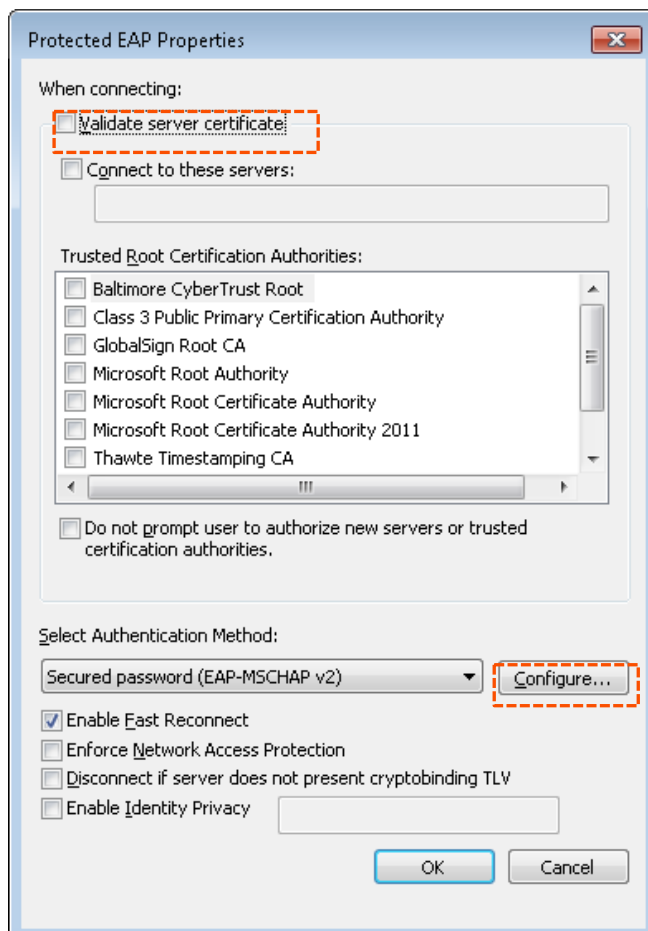 Protected EAP Properties
When connecting:
Validate server certificate
Connect to these servers:
Trusted Root Certification Authorities:
Baltimore CyberTrust Root
Class 3 Public Primary Certification Authority
GlobalSign Root CA
Microsoft Root Authority
Microsoft Root Certificate Authority
Microsoft Root Certificate Authority 2011
Thawte Timestamping CA
Do not prompt user to authorize new servers or trusted
certification authorities.
Select Authentication Method:
Secured password (EAP-MSCHAP v2)
Configure...
Enable Fast Reconnect
Enforce Network Access Protection
Disconnect if server does not present cryptobinding TLV
Enable Identity Privacy
OK
Cancel